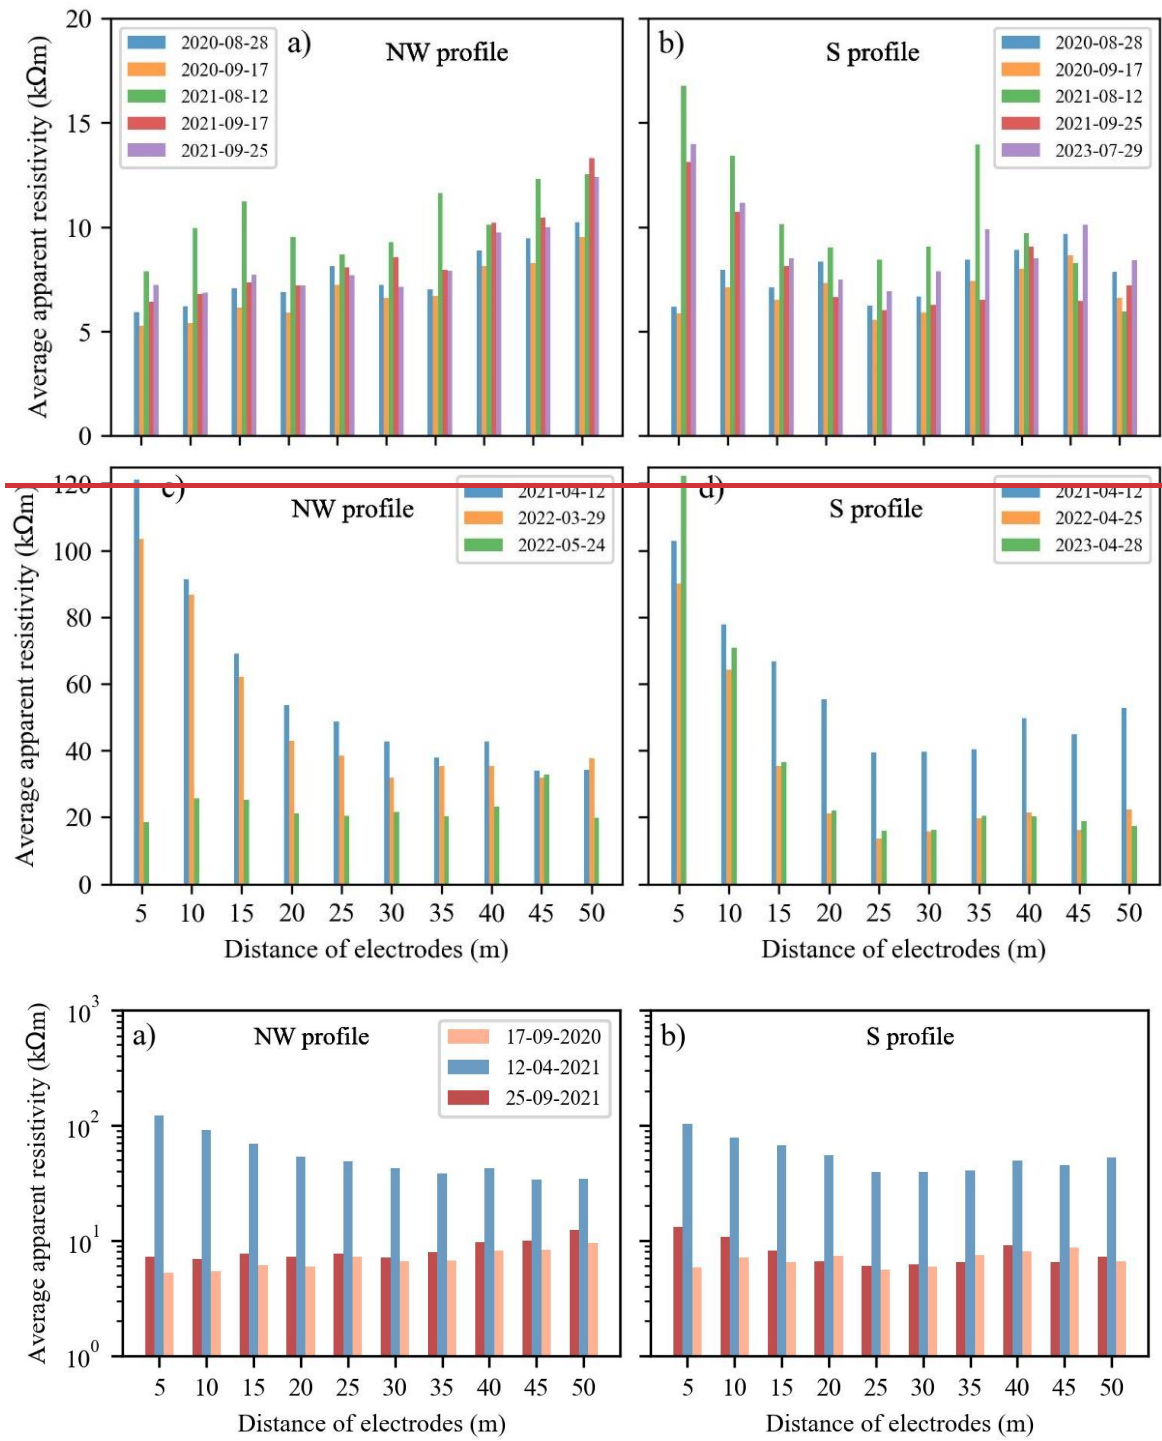 20
15
10
5
0
Average apparent resistivity (kΩm)
2020-08-28
2020-09-17
2021-08-12
2021-09-17
2021-09-25
a)
NW profile
b)
S profile
2020-08-28
2020-09-17
2021-08-12
2021-09-25
2023-07-29
120
100
80
60
40
20
0
Average apparent resistivity (kΩm)
c)
NW profile
2021-04-12
2022-03-29
2022-05-24
d)
S profile
2021-04-12
2022-04-25
2023-04-28
5 10 15 20 25 30 35 40 45 50
5 10 15 20 25 30 35 40 45 50
Distance of electrodes (m)
Distance of electrodes (m)
10³
10²
10¹
10⁰
Average apparent resistivity (kΩm)
a)
NW profile
17-09-2020
12-04-2021
25-09-2021
b)
S profile
5 10 15 20 25 30 35 40 45 50
5 10 15 20 25 30 35 40 45 50
Distance of electrodes (m)
Distance of electrodes (m)